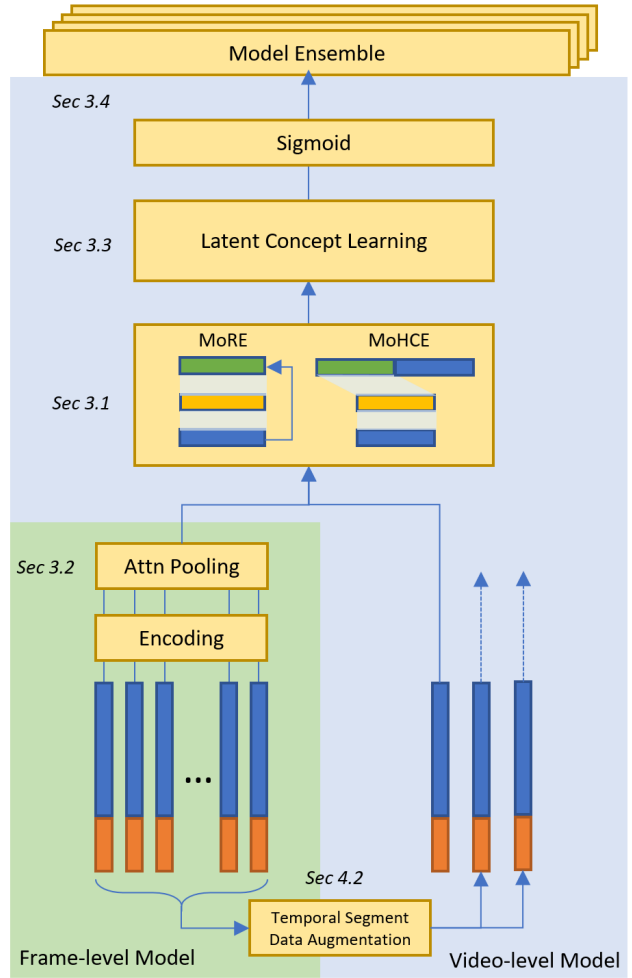 Model Ensemble
Sec 3.4
Sigmoid
Sec 3.3
Latent Concept Learning
MoRE
MoHCE
Sec 3.1
Sec 3.2
Attn Pooling
Encoding
...
Sec 4.2
Temporal Segment
Data Augmentation
Frame-level Model
Video-level Model